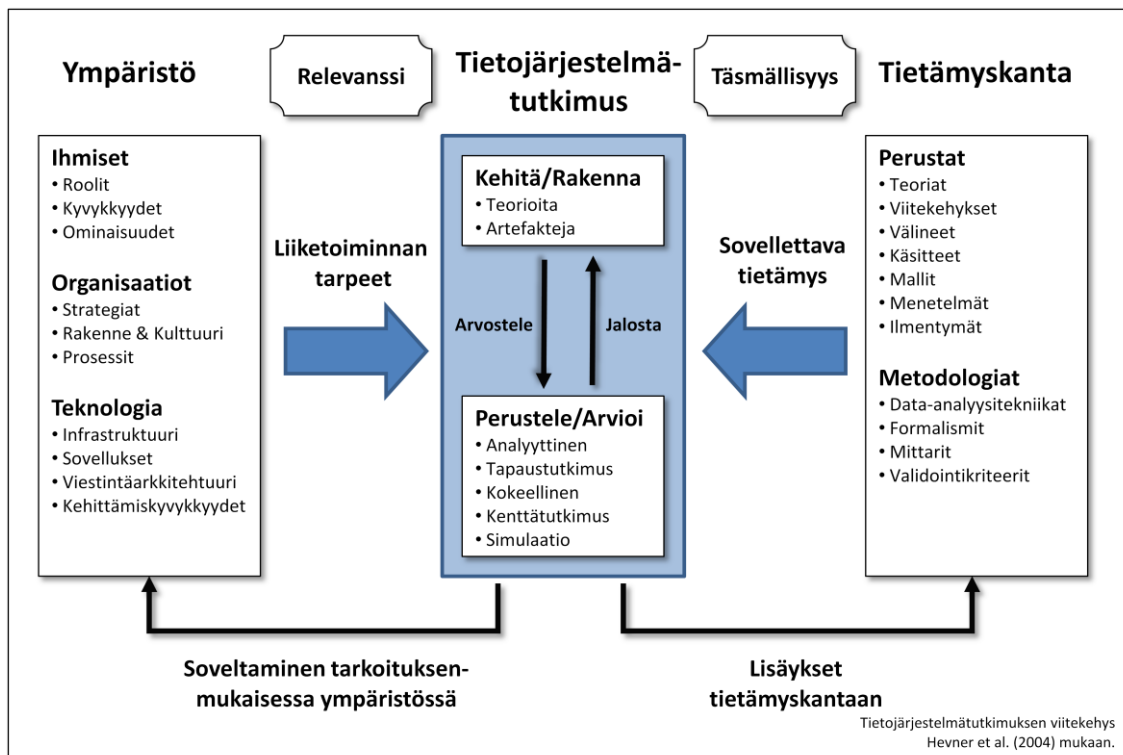 Ympäristö
Relevanssi
Tietojärjestelmä-
tutkimus
Täsmällisyys
Tietämyskanta
Ihmiset
• Roolit
• Kyvykkyydet
• Ominaisuudet
Organisaatiot
• Strategiat
• Rakenne & Kulttuuri
• Prosessit
Teknologia
• Infrastruktuuri
• Sovellukset
• Viestintäarkkitehtuuri
• Kehittämiskyvykkyydet
Liiketoiminnan
tarpeet
Kehitä/Rakenna
• Teorioita
• Artefakteja
Arvostele
Jalosta
Perustele/Arvioi
• Analyyttinen
• Tapaustutkimus
• Kokeellinen
• Kenttätutkimus
• Simulaatio
Sovellettava
tietämys
Perustat
• Teoriat
• Viitekehykset
• Välineet
• Käsitteet
• Mallit
• Menetelmät
• Ilmentymät
Metodologiat
• Data-analyysitekniikat
• Formalismit
• Mittarit
• Validointikriteerit
Soveltaminen tarkoituksen-
mukaisessa ympäristössä
Lisäykset
tietämyskantaan
Tietojärjestelmätutkimuksen viitekehys
Hevner et al. (2004) mukaan.